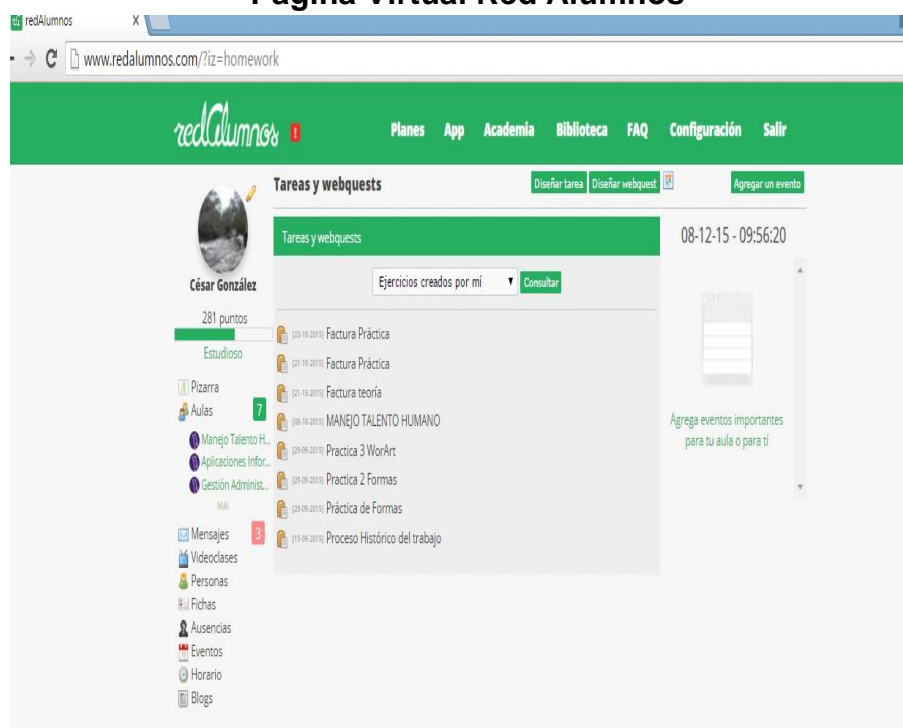 Página Virtual Red Alumnos
redAlumnos X
www.redalumnos.com/?iz=homework
redAlumnos ! Planes App Academia Biblioteca FAQ Configuración Salir
Tareas y webquests Diseñar tarea Diseñar webquest Agregar un evento
Tareas y webquests
08-12-15 - 09:56:20
Ejercicios creados por mí Consultar
César González
281 puntos
Estudioso
[23-10-2015] Factura Práctica
[21-10-2015] Factura Práctica
[21-10-2015] Factura teoría
[08-10-2015] MANEJO TALENTO HUMANO
[29-09-2015] Practica 3 WorArt
[29-09-2015] Practica 2 Formas
[29-09-2015] Práctica de Formas
[15-09-2015] Proceso Histórico del trabajo
Agrega eventos importantes
para tu aula o para tí
Pizarra
Aulas 7
Manejo Talento H...
Aplicaciones Infor...
Gestión Administ...
Más
Mensajes 3
Videoclases
Personas
Fichas
Ausencias
Eventos
Horario
Blogs